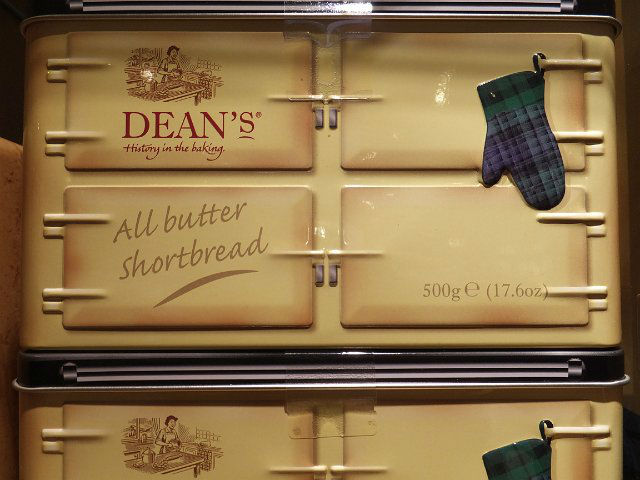 DEAN'S®
History in the baking.
All butter
shortbread
500g ℮ (17.6oz)